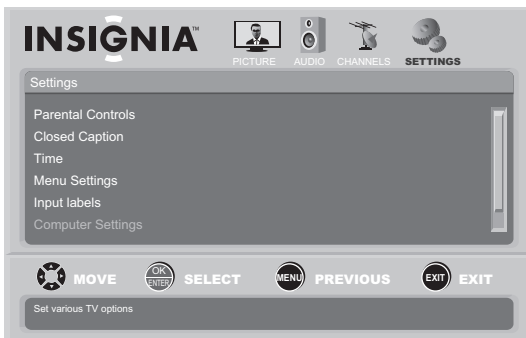 INSIGNIA™
PICTURE AUDIO CHANNELS SETTINGS
Settings
Parental Controls
Closed Caption
Time
Menu Settings
Input labels
Computer Settings
MOVE OK ENTER SELECT MENU PREVIOUS EXIT EXIT
Set various TV options